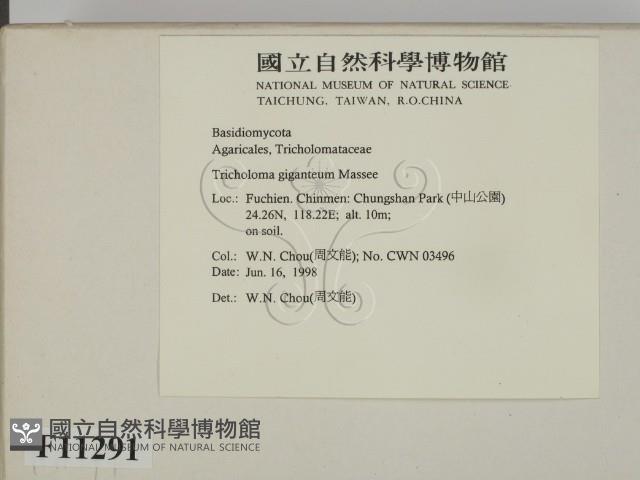 國立自然科學博物館
NATIONAL MUSEUM OF NATURAL SCIENCE
TAICHUNG, TAIWAN, R.O.CHINA
Basidiomycota
Agaricales, Tricholomataceae
Tricholoma giganteum Massee
Loc.: Fuchien. Chinmen: Chungshan Park (中山公園)
24.26N, 118.22E; alt. 10m;
on soil.
Col.: W.N. Chou(周文能); No. CWN 03496
Date: Jun. 16, 1998
Det.: W.N. Chou(周文能)
國立自然科學博物館
NATIONAL MUSEUM OF NATURAL SCIENCE
F11291